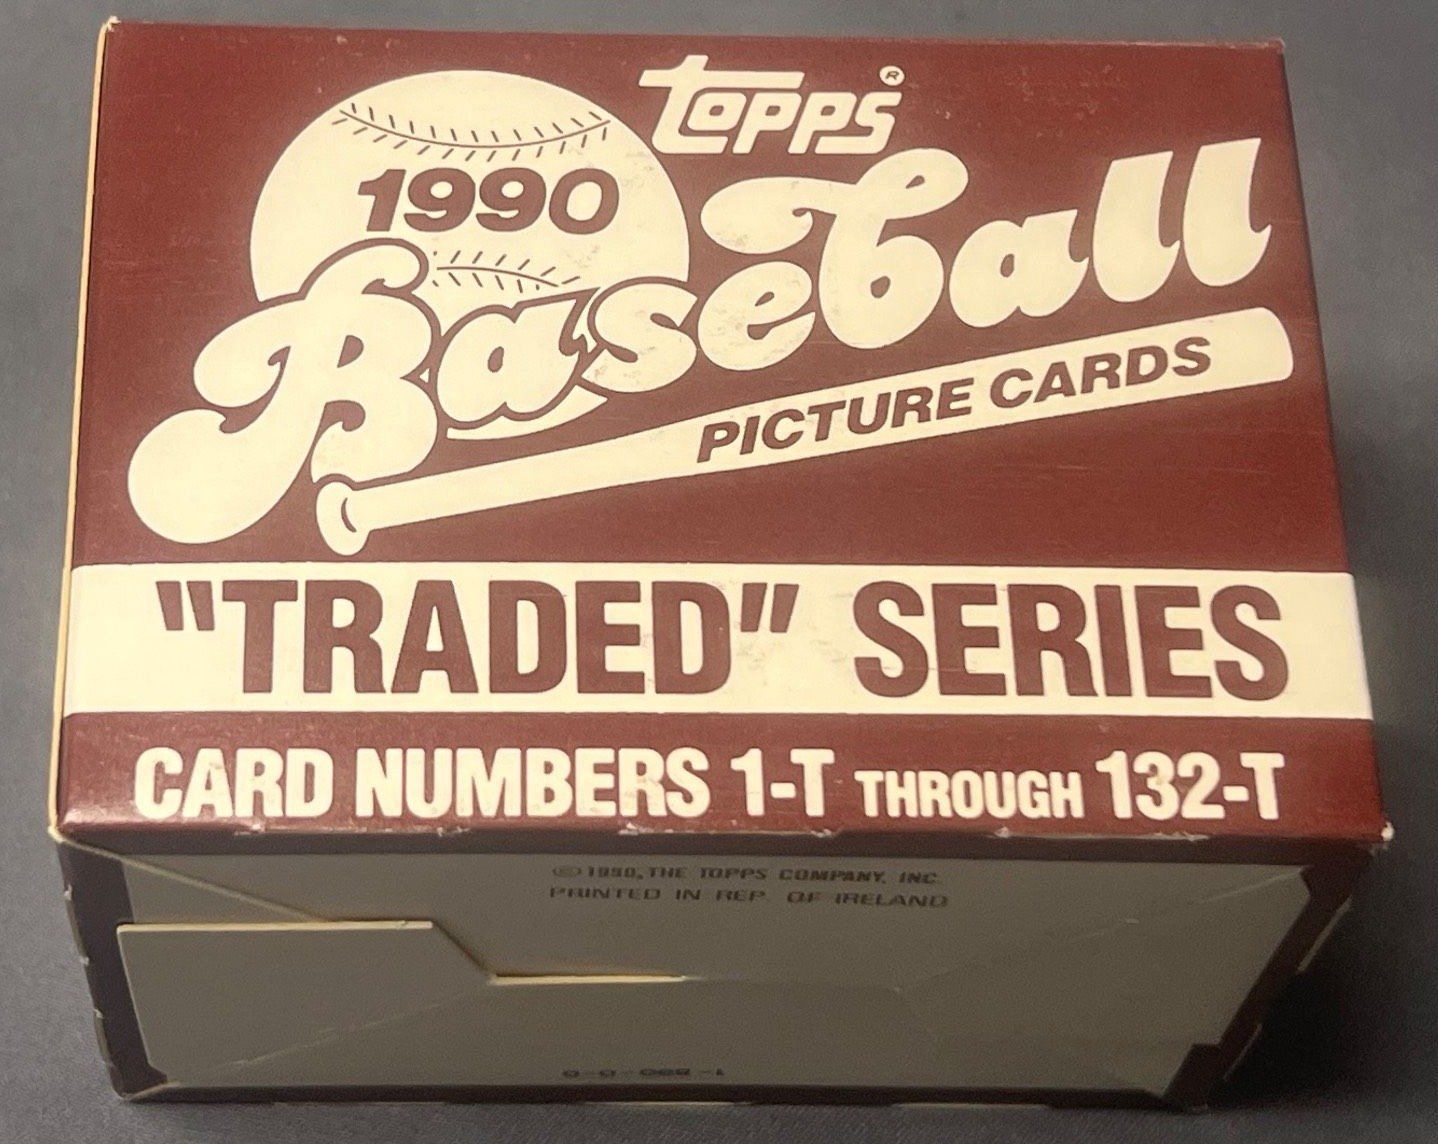 topps®
1990
Baseball
PICTURE CARDS
"TRADED" SERIES
CARD NUMBERS 1-T THROUGH 132-T
©1990, THE TOPPS COMPANY, INC.
PRINTED IN REP. OF IRELAND